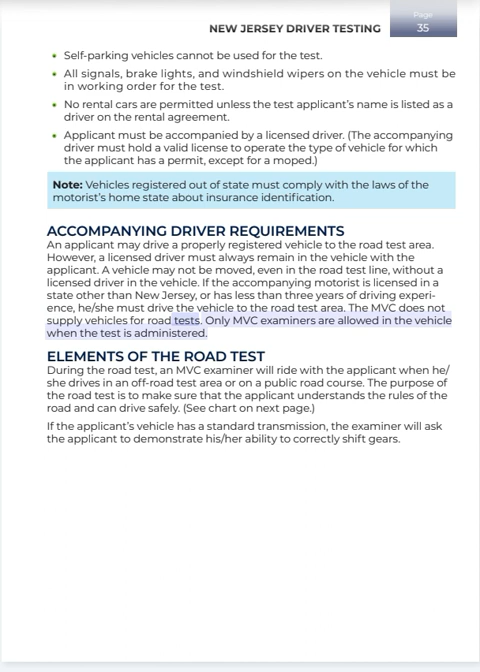 Page
NEW JERSEY DRIVER TESTING
35
• Self-parking vehicles cannot be used for the test.
• All signals, brake lights, and windshield wipers on the vehicle must be
in working order for the test.
• No rental cars are permitted unless the test applicant's name is listed as a
driver on the rental agreement.
• Applicant must be accompanied by a licensed driver. (The accompanying
driver must hold a valid license to operate the type of vehicle for which
the applicant has a permit, except for a moped.)
Note: Vehicles registered out of state must comply with the laws of the
motorist's home state about insurance identification.
ACCOMPANYING DRIVER REQUIREMENTS
An applicant may drive a properly registered vehicle to the road test area.
However, a licensed driver must always remain in the vehicle with the
applicant. A vehicle may not be moved, even in the road test line, without a
licensed driver in the vehicle. If the accompanying motorist is licensed in a
state other than New Jersey, or has less than three years of driving experi-
ence, he/she must drive the vehicle to the road test area. The MVC does not
supply vehicles for road tests. Only MVC examiners are allowed in the vehicle
when the test is administered.
ELEMENTS OF THE ROAD TEST
During the road test, an MVC examiner will ride with the applicant when he/
she drives in an off-road test area or on a public road course. The purpose of
the road test is to make sure that the applicant understands the rules of the
road and can drive safely. (See chart on next page.)
If the applicant's vehicle has a standard transmission, the examiner will ask
the applicant to demonstrate his/her ability to correctly shift gears.